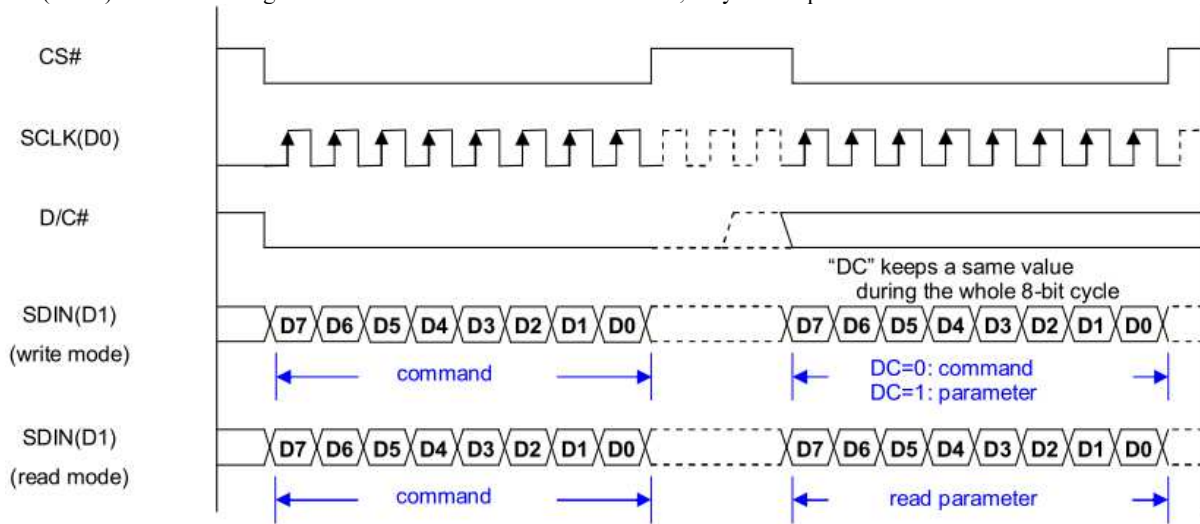 CS#
SCLK(D0)
D/C#
“DC” keeps a same value
during the whole 8-bit cycle
SDIN(D1)
(write mode)
D7 D6 D5 D4 D3 D2 D1 D0 D7 D6 D5 D4 D3 D2 D1 D0
command
DC=0: command
DC=1: parameter
SDIN(D1)
(read mode)
D7 D6 D5 D4 D3 D2 D1 D0 D7 D6 D5 D4 D3 D2 D1 D0
command read parameter